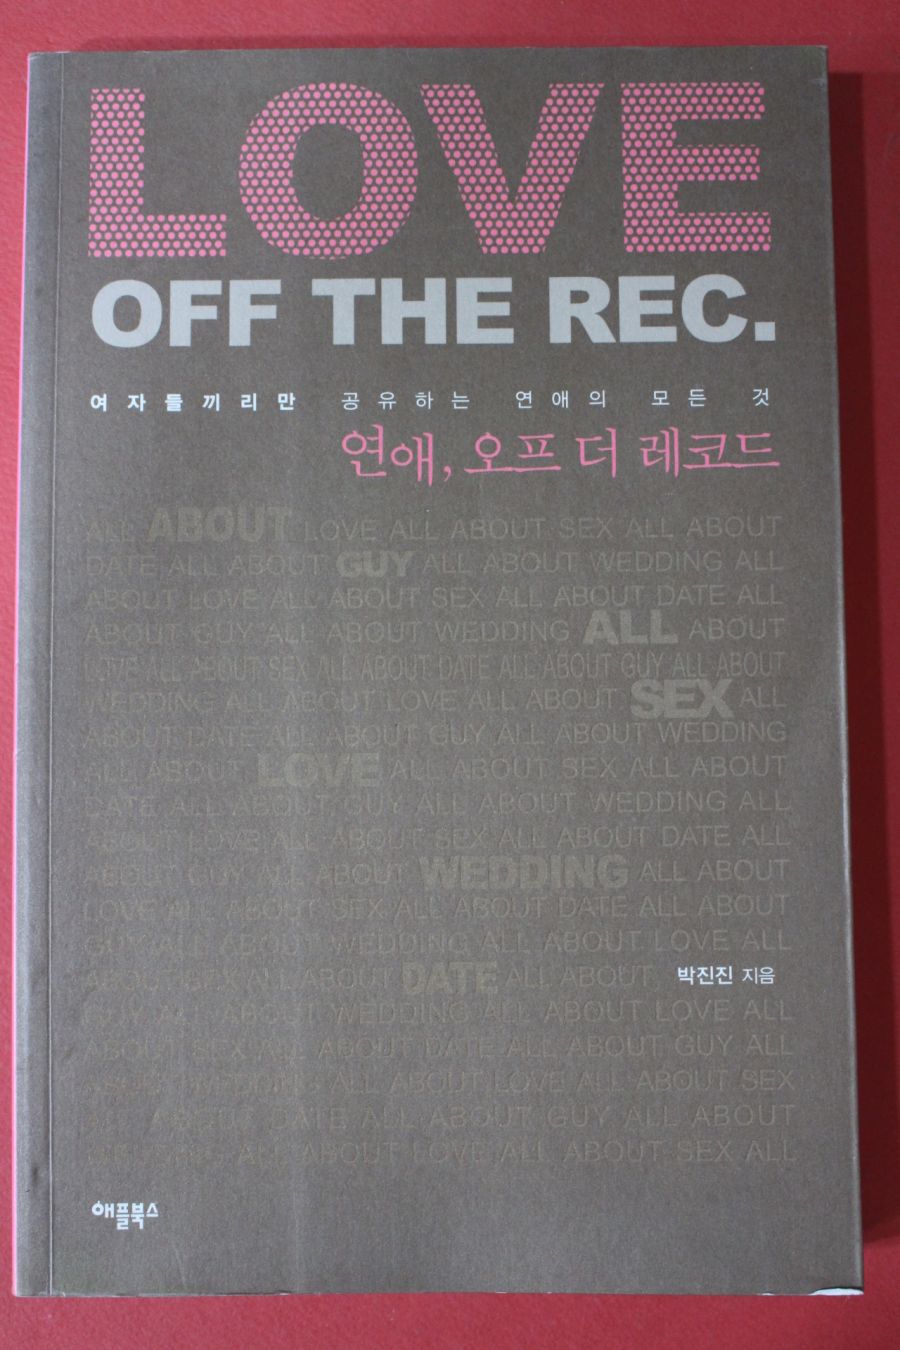 LOVE
OFF THE REC.
여자들끼리만 공유하는 연애의 모든 것
연애, 오프 더 레코드
ALL ABOUT LOVE ALL ABOUT SEX ALL ABOUT
DATE ALL ABOUT GUY ALL ABOUT WEDDING ALL
ABOUT LOVE ALL ABOUT SEX ALL ABOUT DATE ALL
ABOUT GUY ALL ABOUT WEDDING ALL ABOUT
LOVE ALL ABOUT SEX ALL ABOUT DATE ALL ABOUT GUY ALL ABOUT
WEDDING ALL ABOUT LOVE ALL ABOUT SEX ALL
ABOUT DATE ALL ABOUT GUY ALL ABOUT WEDDING
ALL ABOUT LOVE ALL ABOUT SEX ALL ABOUT
DATE ALL ABOUT GUY ALL ABOUT WEDDING ALL
ABOUT LOVE ALL ABOUT SEX ALL ABOUT DATE ALL
ABOUT GUY ALL ABOUT WEDDING ALL ABOUT
LOVE ALL ABOUT SEX ALL ABOUT DATE ALL ABOUT
GUY ALL ABOUT WEDDING ALL ABOUT LOVE ALL
ABOUT SEX ALL ABOUT DATE ALL ABOUT 박진진 지음
GUY ALL ABOUT WEDDING ALL ABOUT LOVE ALL
ABOUT SEX ALL ABOUT DATE ALL ABOUT GUY ALL
ABOUT WEDDING ALL ABOUT LOVE ALL ABOUT SEX
ALL ABOUT DATE ALL ABOUT GUY ALL ABOUT
WEDDING ALL ABOUT LOVE ALL ABOUT SEX ALL
애플북스